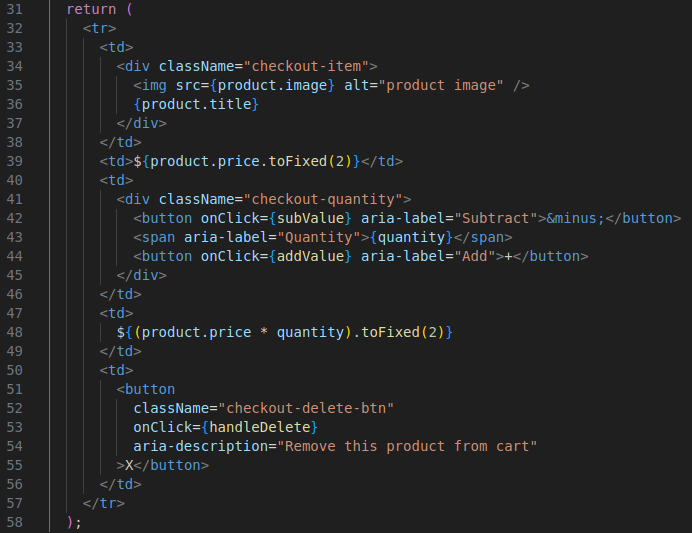 31 return (
32 <tr>
33 <td>
34 <div className="checkout-item">
35 <img src={product.image} alt="product image" />
36 {product.title}
37 </div>
38 </td>
39 <td>${product.price.toFixed(2)}</td>
40 <td>
41 <div className="checkout-quantity">
42 <button onClick={subValue} aria-label="Subtract">&minus;</button>
43 <span aria-label="Quantity">{quantity}</span>
44 <button onClick={addValue} aria-label="Add">+</button>
45 </div>
46 </td>
47 <td>
48 ${(product.price * quantity).toFixed(2)}
49 </td>
50 <td>
51 <button
52 className="checkout-delete-btn"
53 onClick={handleDelete}
54 aria-description="Remove this product from cart"
55 >X</button>
56 </td>
57 </tr>
58 );